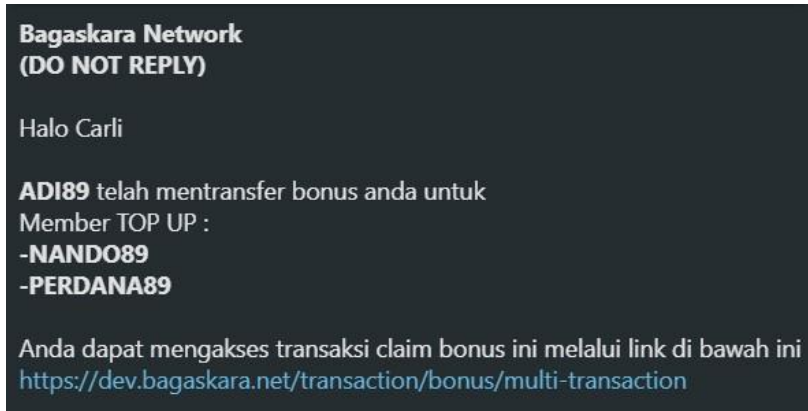 Bagaskara Network
(DO NOT REPLY)
Halo Carli
ADI89 telah mentransfer bonus anda untuk
Member TOP UP :
-NANDO89
-PERDANA89
Anda dapat mengakses transaksi claim bonus ini melalui link di bawah ini
https://dev.bagaskara.net/transaction/bonus/multi-transaction